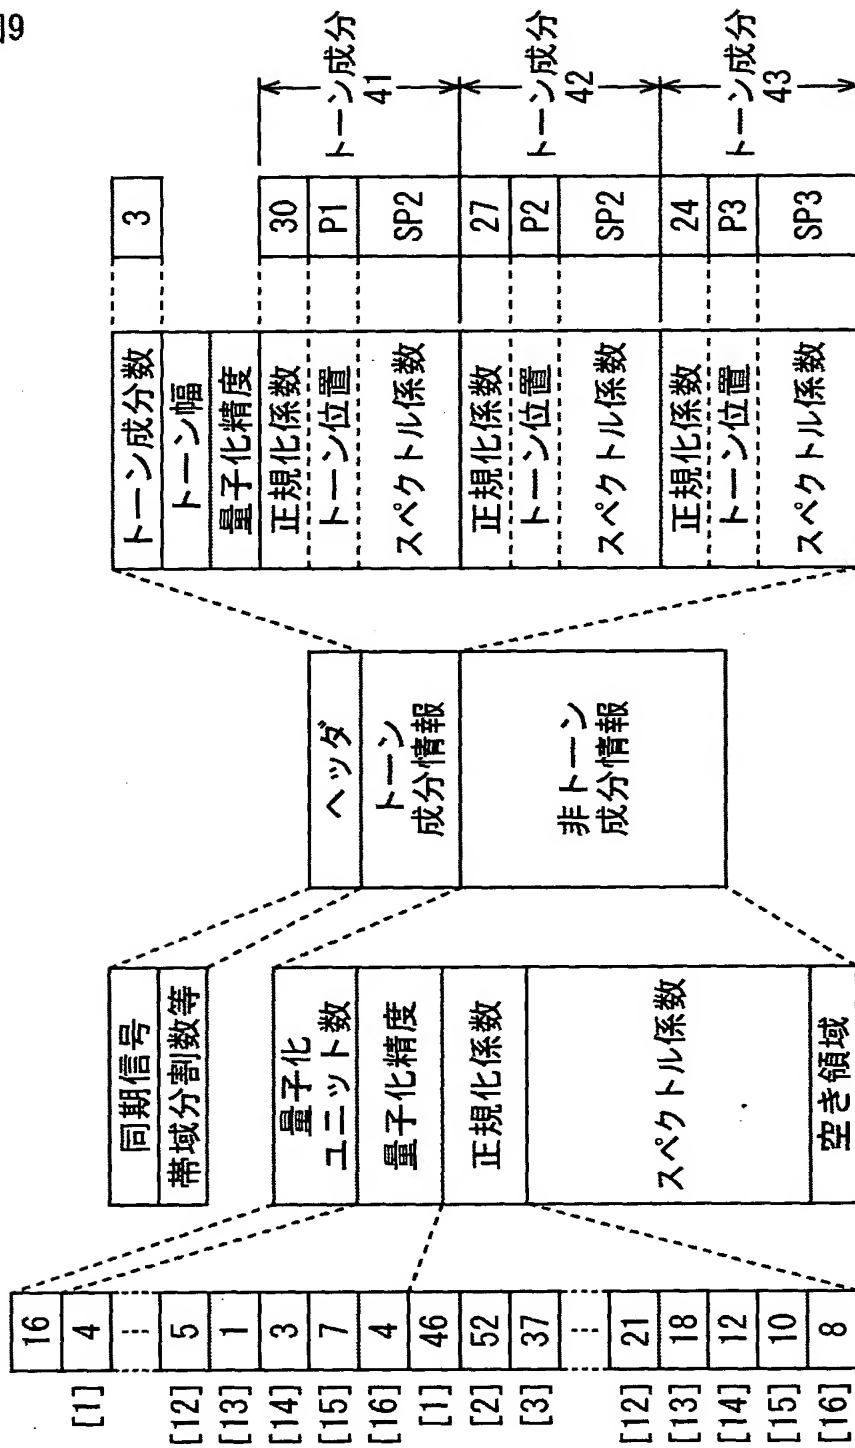 9
16
[1] 4
[12] 5
[13] 1
[14] 3
[15] 7
[16] 4
[1] 46
[2] 52
[3] 37
[12] 21
[13] 18
[14] 12
[15] 10
[16] 8
同期信号
帯域分割数等
量子化
ユニット数
量子化精度
正規化係数
スペクトル係数
空き領域
ヘッダ
トーン
成分情報
非トーン
成分情報
トーン成分数
トーン幅
量子化精度
正規化係数
トーン位置
スペクトル係数
正規化係数
トーン位置
スペクトル係数
正規化係数
トーン位置
スペクトル係数
3
30
P1
SP2
27
P2
SP2
24
P3
SP3
トーン成分
41
トーン成分
42
トーン成分
43